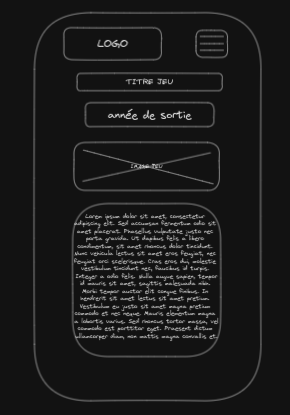 LOGO
TITRE JEU
année de sortie
IMAGE JEU
Lorem ipsum dolor sit amet, consectetur
adipiscing elit. Sed accumsan fermentum odio sit
amet placerat. Phasellus vulputate justo nec
porta gravida. Ut dapibus felis a libero
condimentum, sit amet rhoncus dolor tincidunt.
Nunc vehicula lectus sit amet eros feugiat, nec
feugiat orci scelerisque. Cras eros dui, molestie
vestibulum tincidunt nec, faucibus id turpis.
Integer a odio felis. Nulla augue sapien, tempor
id mauris sit amet, sagittis malesuada nibh.
Morbi tempor auctor elit congue finibus. In
hendrerit sit amet lectus sit amet pretium.
Vestibulum eu justo sit amet magna pretium
commodo et nec neque. Mauris elementum magna
a lobortis varius. Sed rhoncus tortor massa, vel
commodo est porttitor eget. Praesent dictum
ullamcorper diam, non mattis magna convallis et.